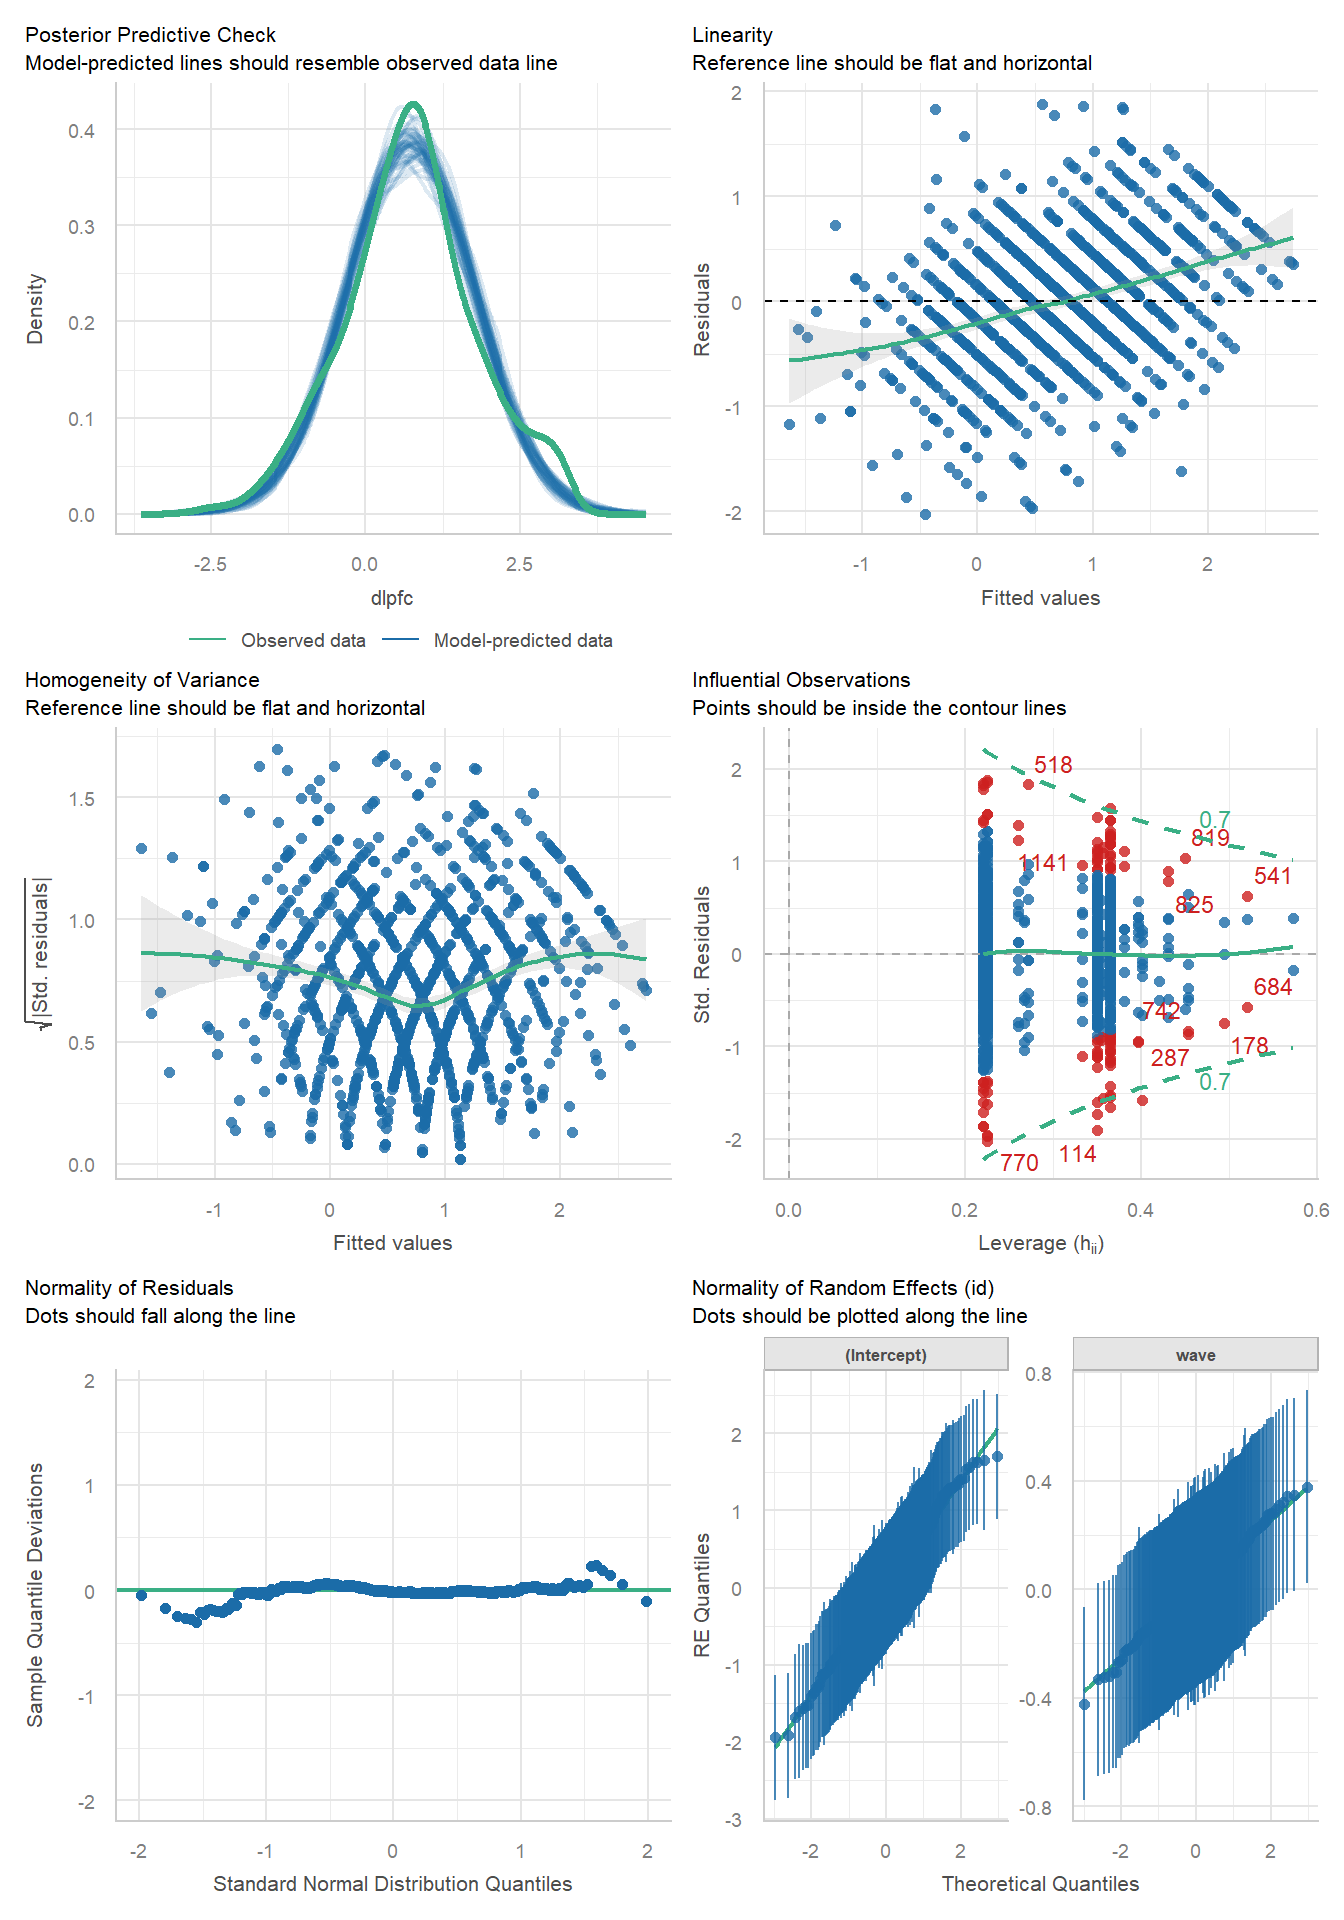 Posterior Predictive Check
Model-predicted lines should resemble observed data line
0.4
0.3
0.2
0.1
0.0
Density
-2.5 0.0 2.5
dlpfc
Observed data Model-predicted data
Linearity
Reference line should be flat and horizontal
2
1
0
-1
-2
Residuals
-1 0 1 2
Fitted values
Homogeneity of Variance
Reference line should be flat and horizontal
1.5
1.0
0.5
0.0
√|Std. residuals|
-1 0 1 2
Fitted values
Influential Observations
Points should be inside the contour lines
2
1
0
-1
-2
Std. Residuals
518
0.7
819
1141
541
825
684
742
178
287
0.7
114
770
0.0 0.2 0.4 0.6
Leverage (hii)
Normality of Residuals
Dots should fall along the line
2
1
0
-1
-2
Sample Quantile Deviations
-2 -1 0 1 2
Standard Normal Distribution Quantiles
Normality of Random Effects (id)
Dots should be plotted along the line
(Intercept)
2
1
0
-1
-2
-3
RE Quantiles
-2 0 2
wave
0.8
0.4
0.0
-0.4
-0.8
-2 0 2
Theoretical Quantiles